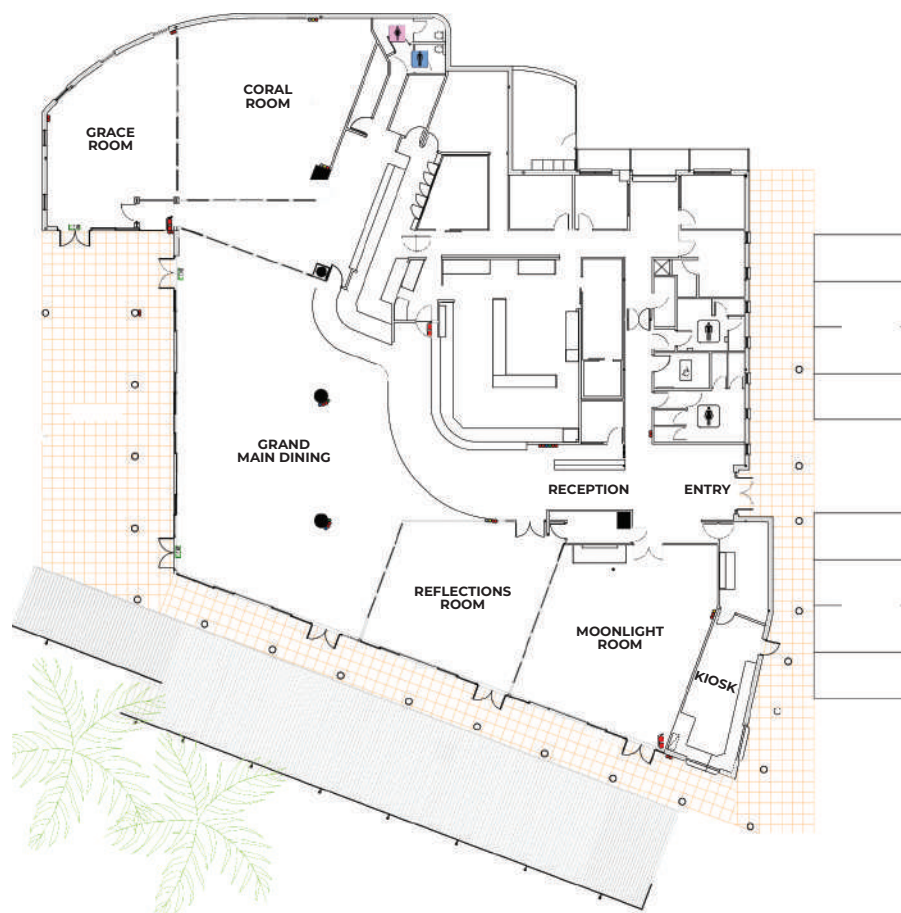 CORAL
ROOM
GRACE
ROOM
GRAND
MAIN DINING
RECEPTION
ENTRY
REFLECTIONS
ROOM
MOONLIGHT
ROOM
KIOSK